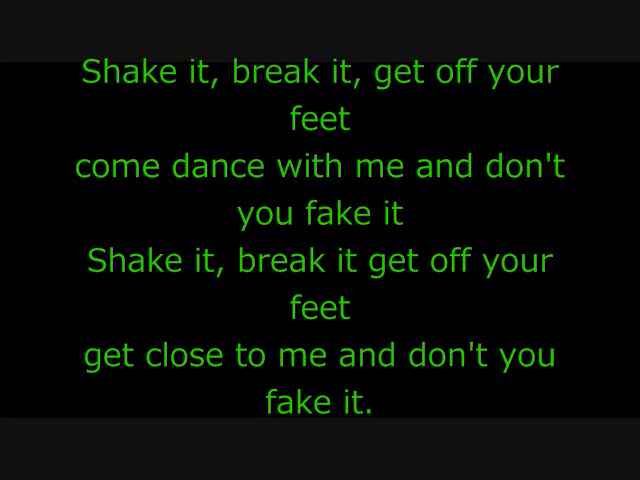 Shake it, break it, get off your
feet
come dance with me and don't
you fake it
Shake it, break it get off your
feet
get close to me and don't you
fake it.